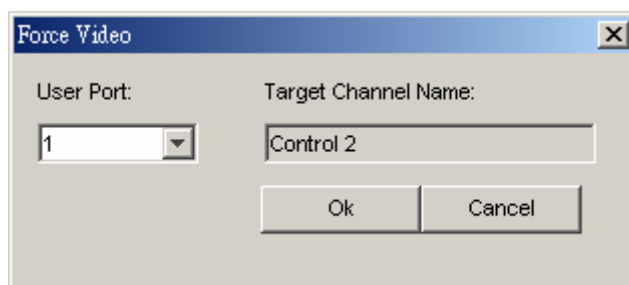 Force Video
User Port: Target Channel Name:
1 Control 2
Ok Cancel